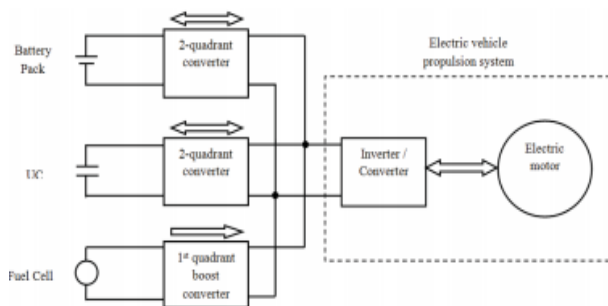 Battery
Pack
2-quadrant
converter
Electric vehicle
propulsion system
UC
2-quadrant
converter
Inverter /
Converter
Electric
motor
Fuel Cell
1st quadrant
boost
converter